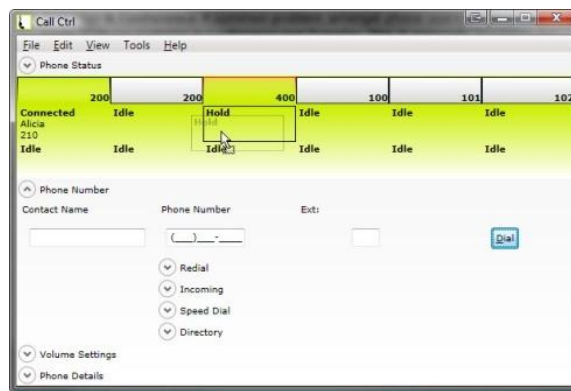 Call Ctrl
File Edit View Tools Help
Phone Status
200 200 400 100 101 102
Connected Idle Hold Idle Idle Idle
Alicia Hold
210
Idle Idle Idle Idle Idle Idle
Phone Number
Contact Name Phone Number Ext:
(___)___-____ Dial
Redial
Incoming
Speed Dial
Directory
Volume Settings
Phone Details